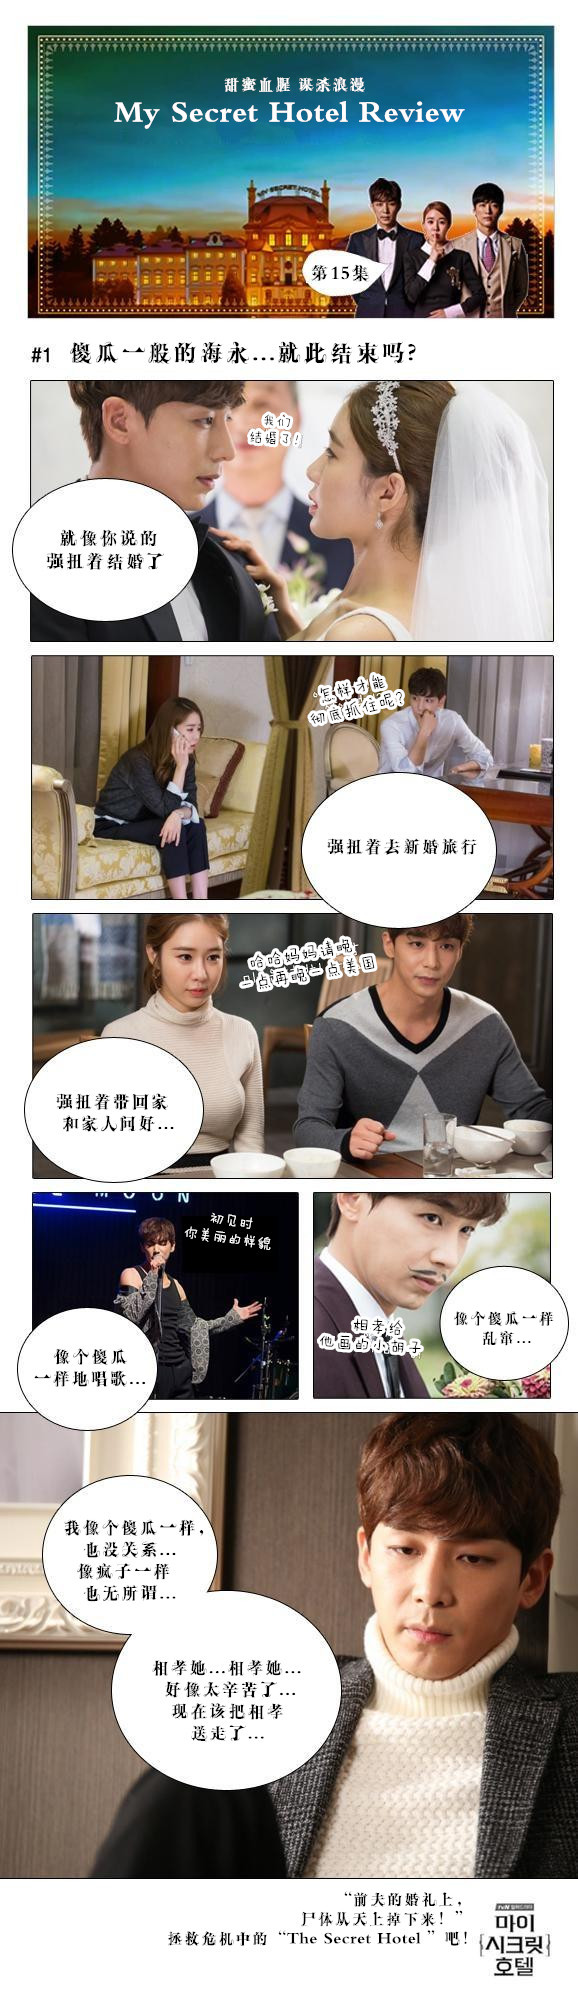 甜蜜血腥 谋杀浪漫
My Secret Hotel Review
MY SECRET HOTEL
第15集
#1 傻瓜一般的海永...就此结束吗?
我们
结婚了!
就像你说的
强扭着结婚了
怎样才能
彻底抓住呢?
强扭着去新婚旅行
哈哈妈妈请晚
一点再晚一点美国
强扭着带回家
和家人问好...
MOON
初见时
你美丽的样貌
像个傻瓜
一样地唱歌...
相孝给
他画的小胡子
像个傻瓜一样
乱窜...
我像个傻瓜一样,
也没关系...
像疯子一样
也无所谓...
相孝她...相孝她...
好像太辛苦了...
现在该把相孝
送走了...
“前夫的婚礼上,
尸体从天上掉下来!”
拯救危机中的“The Secret Hotel ”吧!
tvN 월화드라마
마이
시크릿
호텔